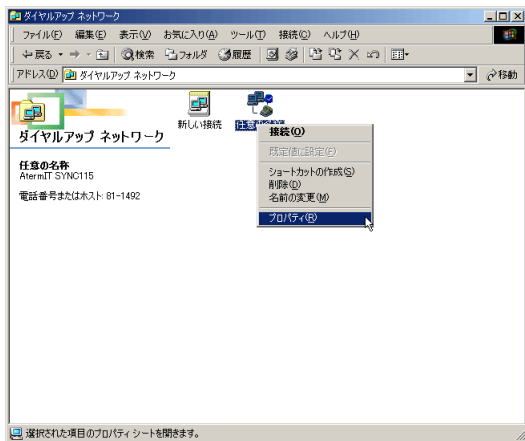 ダイヤルアップ ネットワーク
ファイル(F) 編集(E) 表示(V) お気に入り(A) ツール(T) 接続(C) ヘルプ(H)
戻る 検索 フォルダ 履歴
アドレス(D) ダイヤルアップ ネットワーク 移動
ダイヤルアップ ネットワーク
任意の名称
AtermIT SYNC115
電話番号またはホスト: 81-1492
新しい接続
接続(O)
既定値に設定(F)
ショートカットの作成(S)
削除(D)
名前の変更(M)
プロパティ(R)
選択された項目のプロパティ シートを開きます。